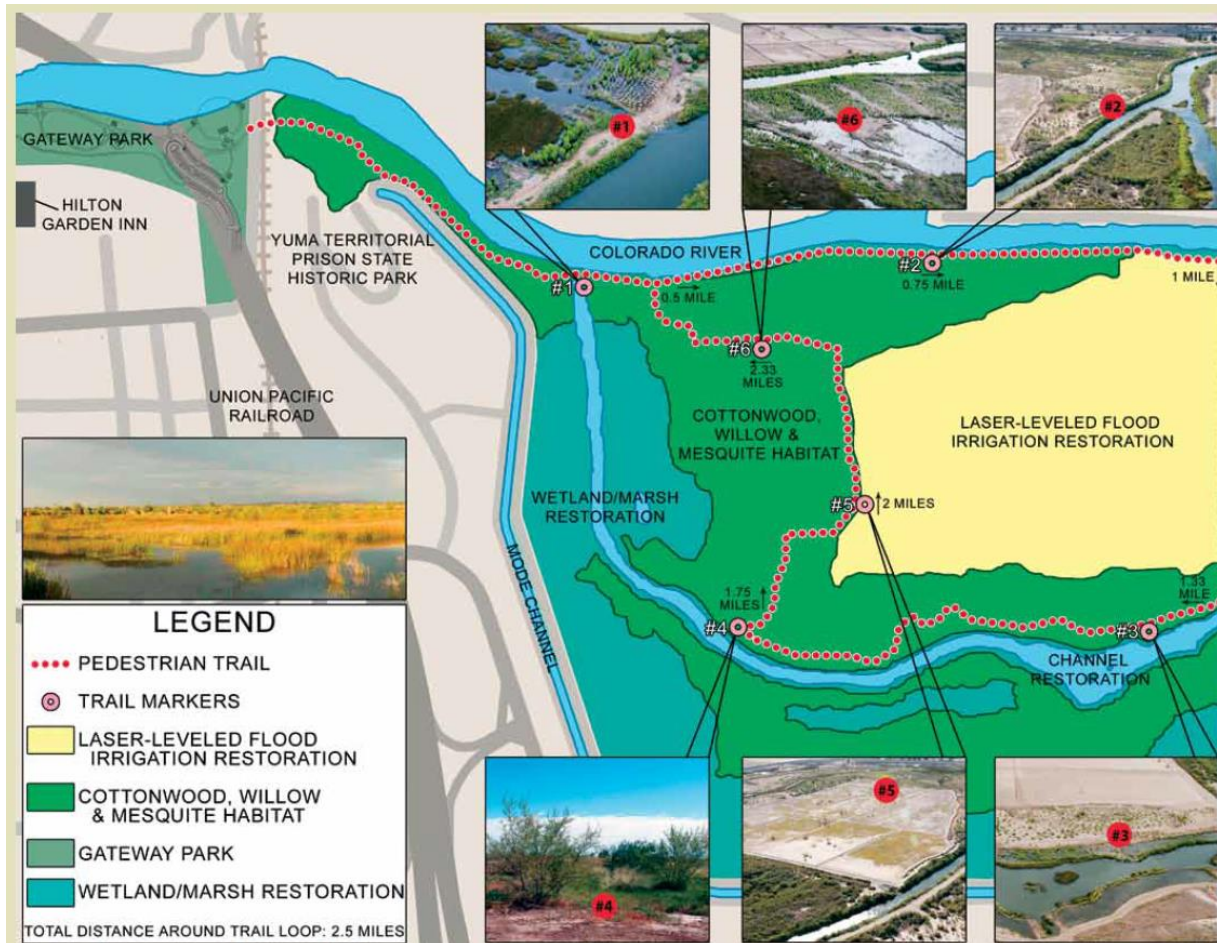 #1
#6
#2
GATEWAY PARK
HILTON
GARDEN INN
YUMA TERRITORIAL
PRISON STATE
HISTORIC PARK
COLORADO RIVER
#1
0.5 MILE
#2
0.75 MILE
1 MILE
#6
2.33
MILES
UNION PACIFIC
RAILROAD
COTTONWOOD,
WILLOW &
MESQUITE HABITAT
LASER-LEVELED FLOOD
IRRIGATION RESTORATION
WETLAND/MARSH
RESTORATION
#5
2 MILES
MODE CHANNEL
1.75
MILES
#4
1.33
MILE
#3
CHANNEL
RESTORATION
LEGEND
PEDESTRIAN TRAIL
TRAIL MARKERS
LASER-LEVELED FLOOD
IRRIGATION RESTORATION
COTTONWOOD, WILLOW
& MESQUITE HABITAT
GATEWAY PARK
WETLAND/MARSH RESTORATION
TOTAL DISTANCE AROUND TRAIL LOOP: 2.5 MILES
#4
#5
#3